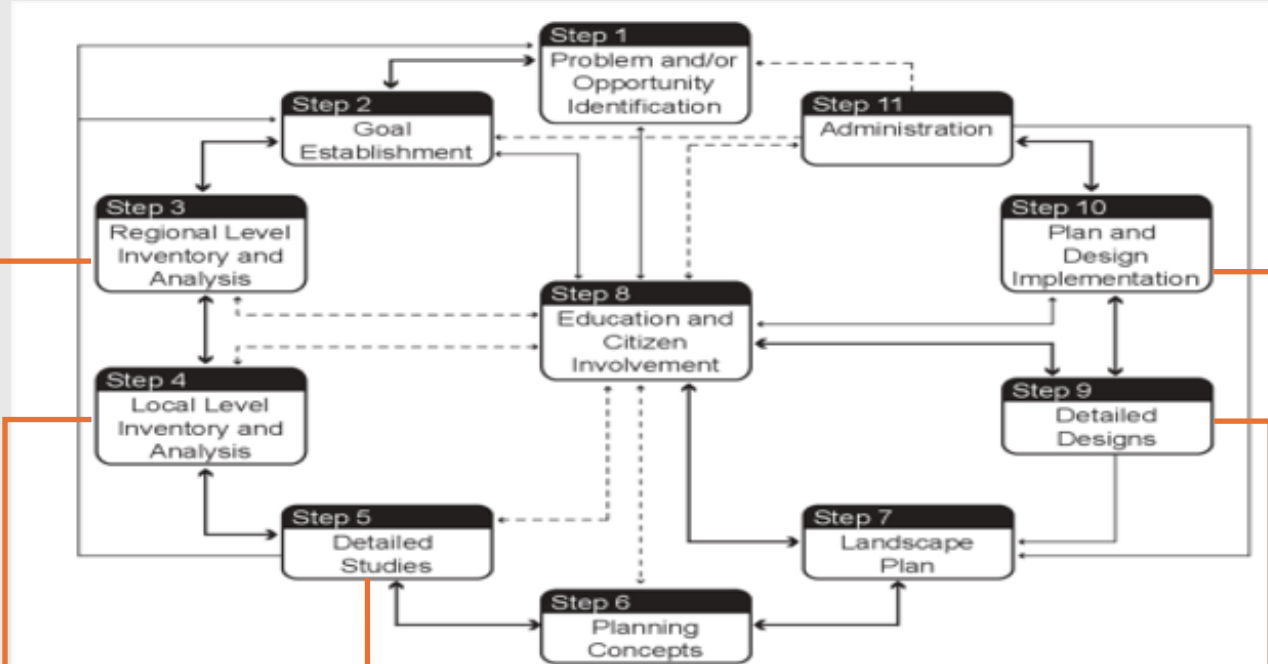 Step 1
Problem and/or
Opportunity
Identification
Step 2
Goal
Establishment
Step 11
Administration
Step 3
Regional Level
Inventory and
Analysis
Step 10
Plan and
Design
Implementation
Step 8
Education and
Citizen
Involvement
Step 4
Local Level
Inventory and
Analysis
Step 9
Detailed
Designs
Step 5
Detailed
Studies
Step 7
Landscape
Plan
Step 6
Planning
Concepts